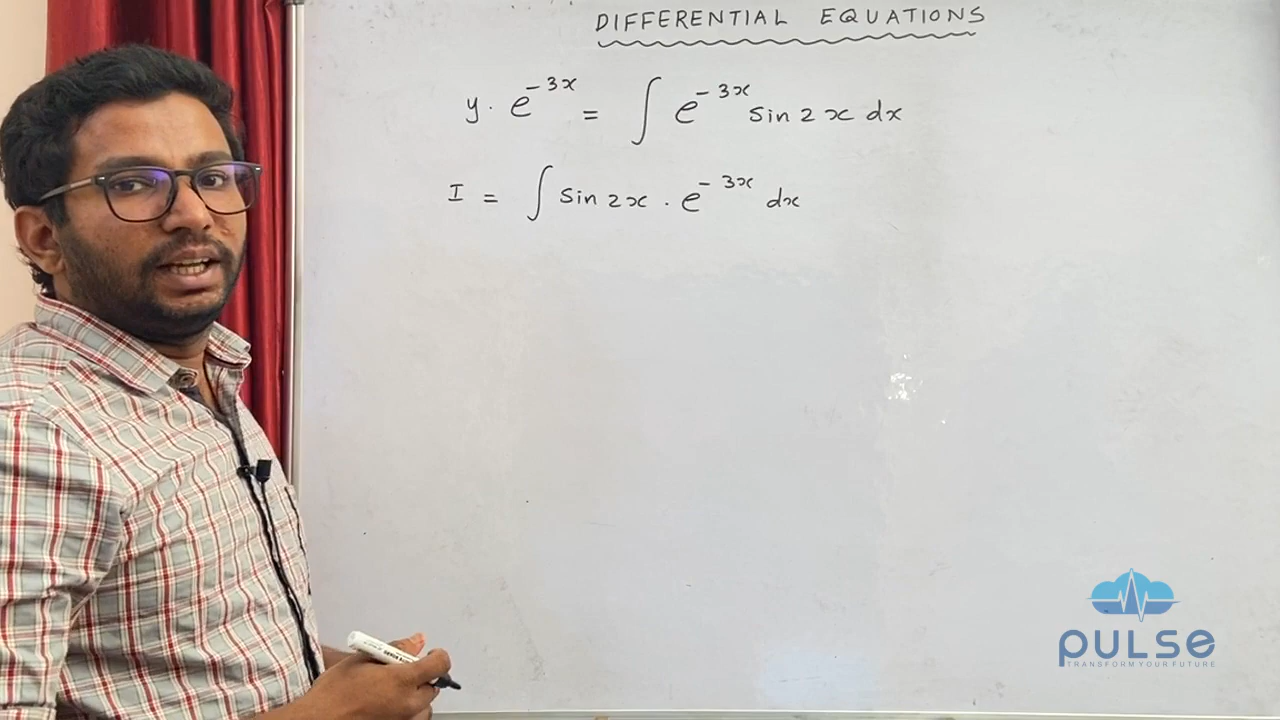 DIFFERENTIAL EQUATIONS
y. e^{-3x} = ∫ e^{-3x} sin 2x dx
I = ∫ sin 2x . e^{-3x} dx
PULSE
TRANSFORM YOUR FUTURE